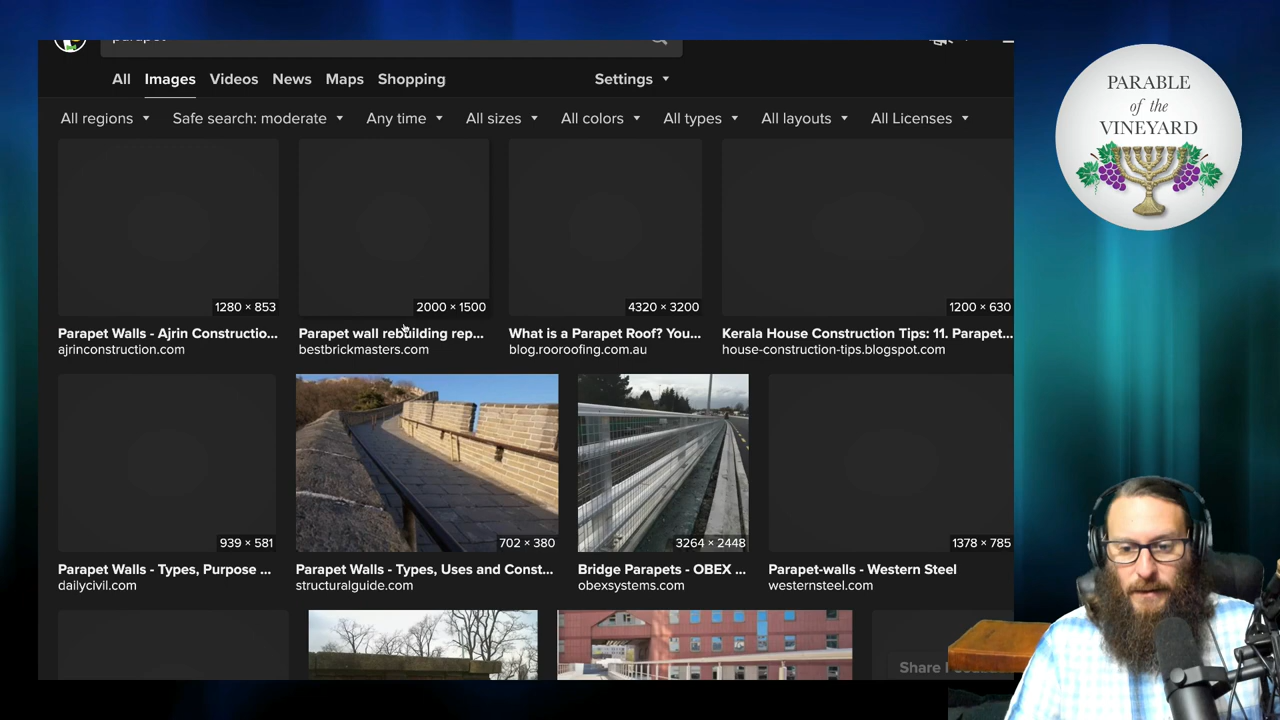 parapet
All Images Videos News Maps Shopping Settings
All regions Safe search: moderate Any time All sizes All colors All types All layouts All Licenses
1280 × 853
2000 × 1500
4320 × 3200
1200 × 630
Parapet Walls - Ajrin Constructio...
ajrinconstruction.com
Parapet wall rebuilding rep...
bestbrickmasters.com
What is a Parapet Roof? You...
blog.rooroofing.com.au
Kerala House Construction Tips: 11. Parapet...
house-construction-tips.blogspot.com
939 × 581
702 × 380
3264 × 2448
1378 × 785
Parapet Walls - Types, Purpose ...
dailycivil.com
Parapet Walls - Types, Uses and Const...
structuralguide.com
Bridge Parapets - OBEX ...
obexsystems.com
Parapet-walls - Western Steel
westernsteel.com
Share
PARABLE
of the
VINEYARD